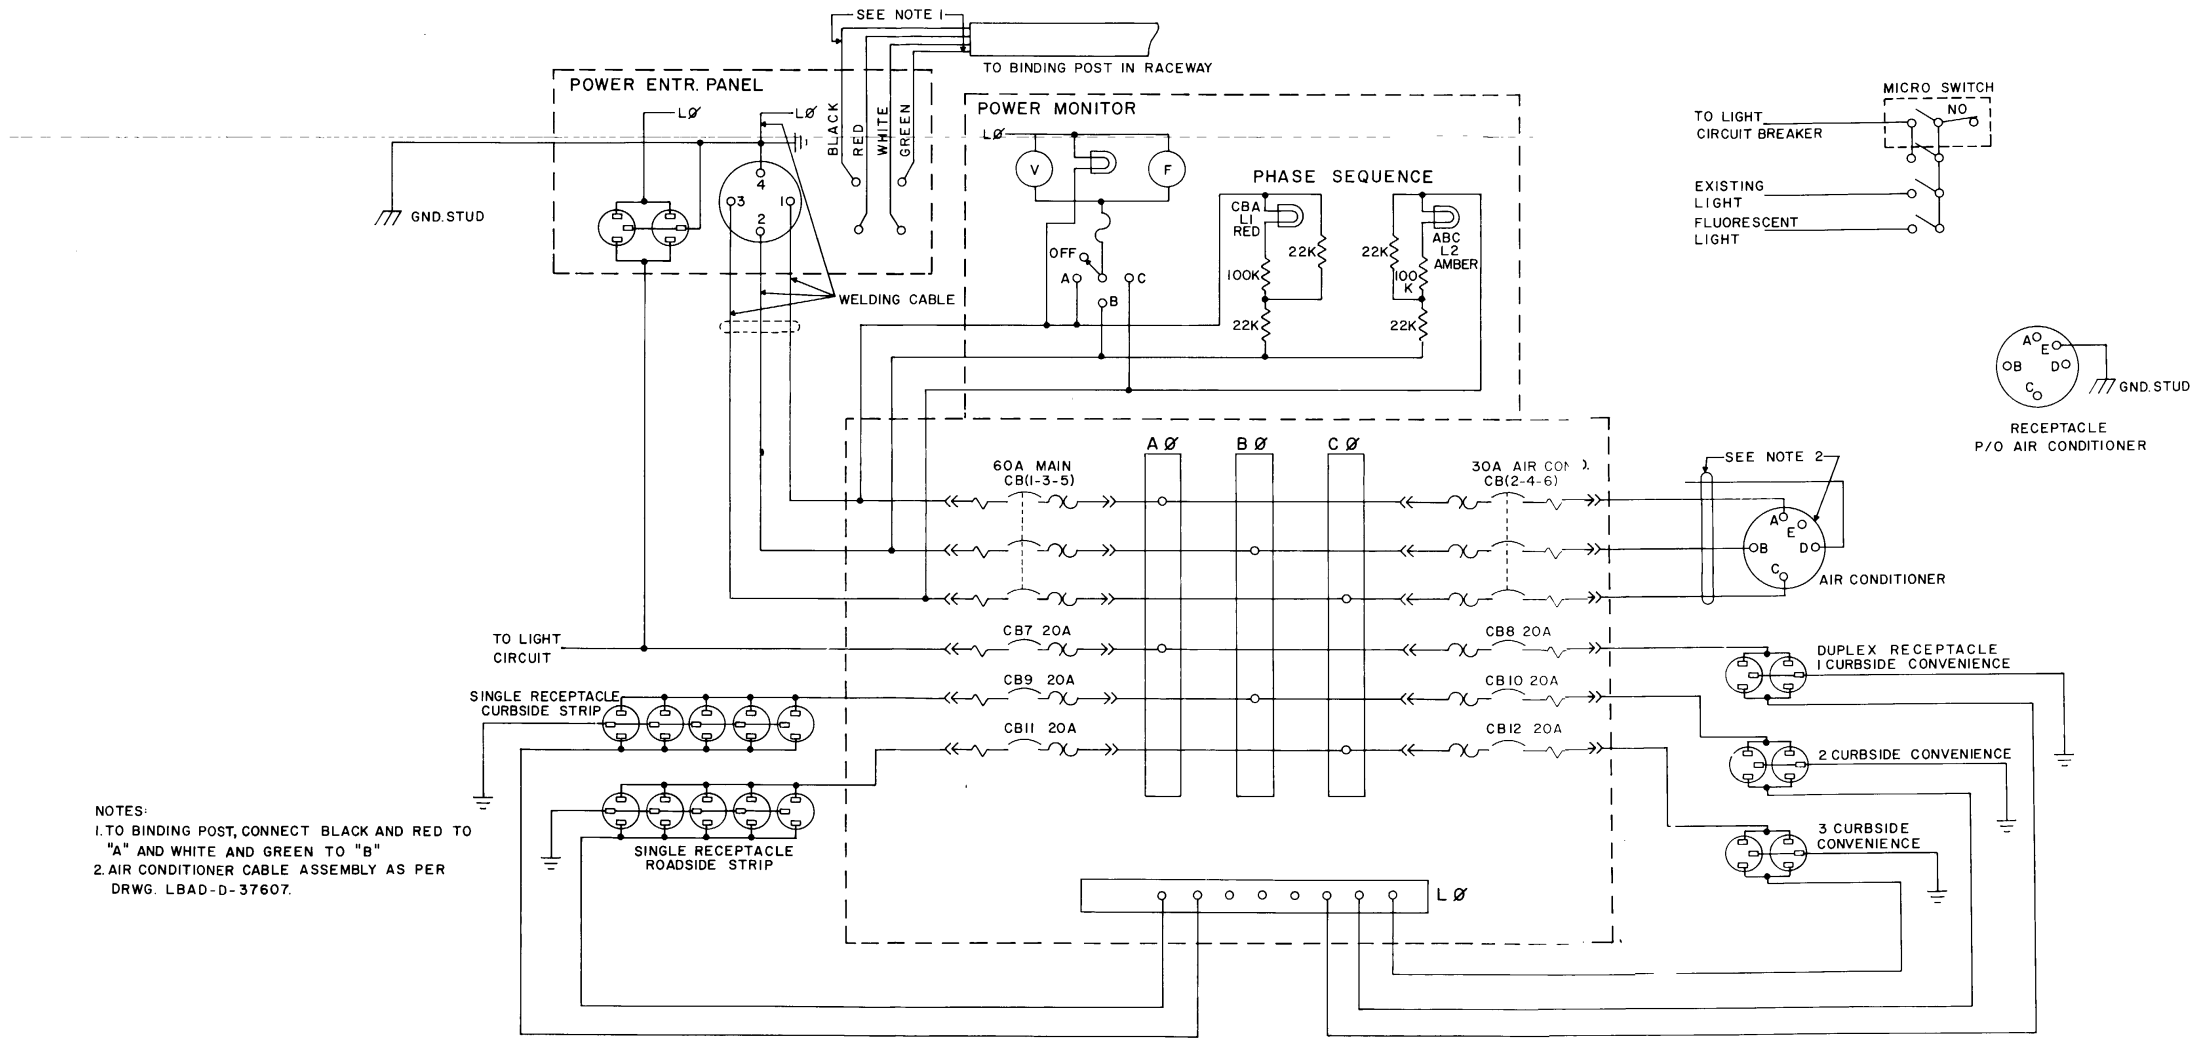 SEE NOTE 1
TO BINDING POST IN RACEWAY
POWER ENTR. PANEL
LØ
LØ
BLACK
RED
WHITE
GREEN
4
3
1
2
GND. STUD
WELDING CABLE
POWER MONITOR
LØ
V
F
OFF
A
B
C
PHASE SEQUENCE
CBA
L1
RED
22K
100K
22K
22K
100
K
22K
ABC
L2
AMBER
MICRO SWITCH
NO
TO LIGHT
CIRCUIT BREAKER
EXISTING
LIGHT
FLUORESCENT
LIGHT
A
E
B
D
C
GND. STUD
RECEPTACLE
P/O AIR CONDITIONER
AØ
BØ
CØ
60A MAIN
CB(1-3-5)
30A AIR CON .
CB(2-4-6)
SEE NOTE 2
A
E
B
D
C
AIR CONDITIONER
TO LIGHT
CIRCUIT
CB7 20A
CB8 20A
SINGLE RECEPTACLE
CURBSIDE STRIP
CB9 20A
CB10 20A
CB11 20A
CB12 20A
DUPLEX RECEPTACLE
1 CURBSIDE CONVENIENCE
2 CURBSIDE CONVENIENCE
3 CURBSIDE
CONVENIENCE
SINGLE RECEPTACLE
ROADSIDE STRIP
LØ
NOTES:
1. TO BINDING POST, CONNECT BLACK AND RED TO
"A" AND WHITE AND GREEN TO "B"
2. AIR CONDITIONER CABLE ASSEMBLY AS PER
DRWG. LBAD-D-37607.